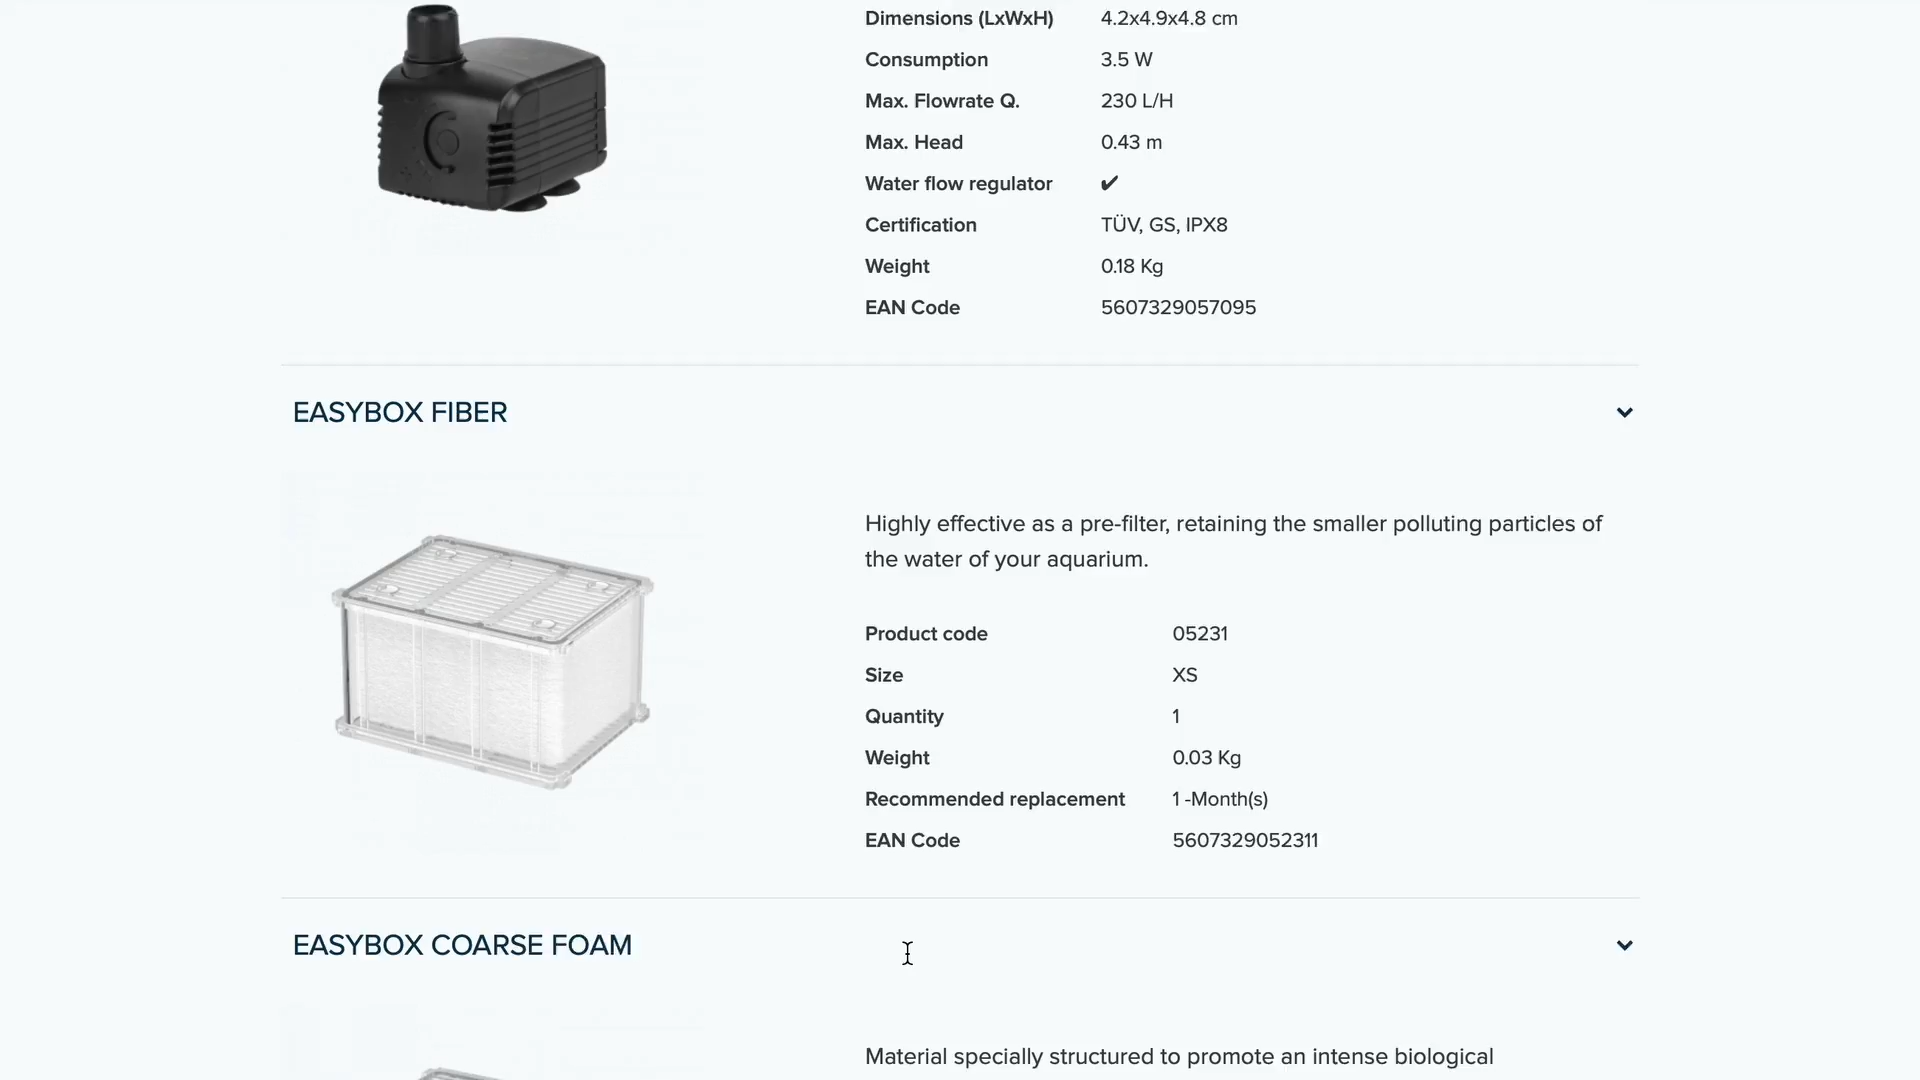 Dimensions (LxWxH) 4.2x4.9x4.8 cm
Consumption 3.5 W
Max. Flowrate Q. 230 L/H
Max. Head 0.43 m
Water flow regulator ✔
Certification TÜV, GS, IPX8
Weight 0.18 Kg
EAN Code 5607329057095
EASYBOX FIBER
Highly effective as a pre-filter, retaining the smaller polluting particles of
the water of your aquarium.
Product code 05231
Size XS
Quantity 1
Weight 0.03 Kg
Recommended replacement 1 -Month(s)
EAN Code 5607329052311
EASYBOX COARSE FOAM
Material specially structured to promote an intense biological